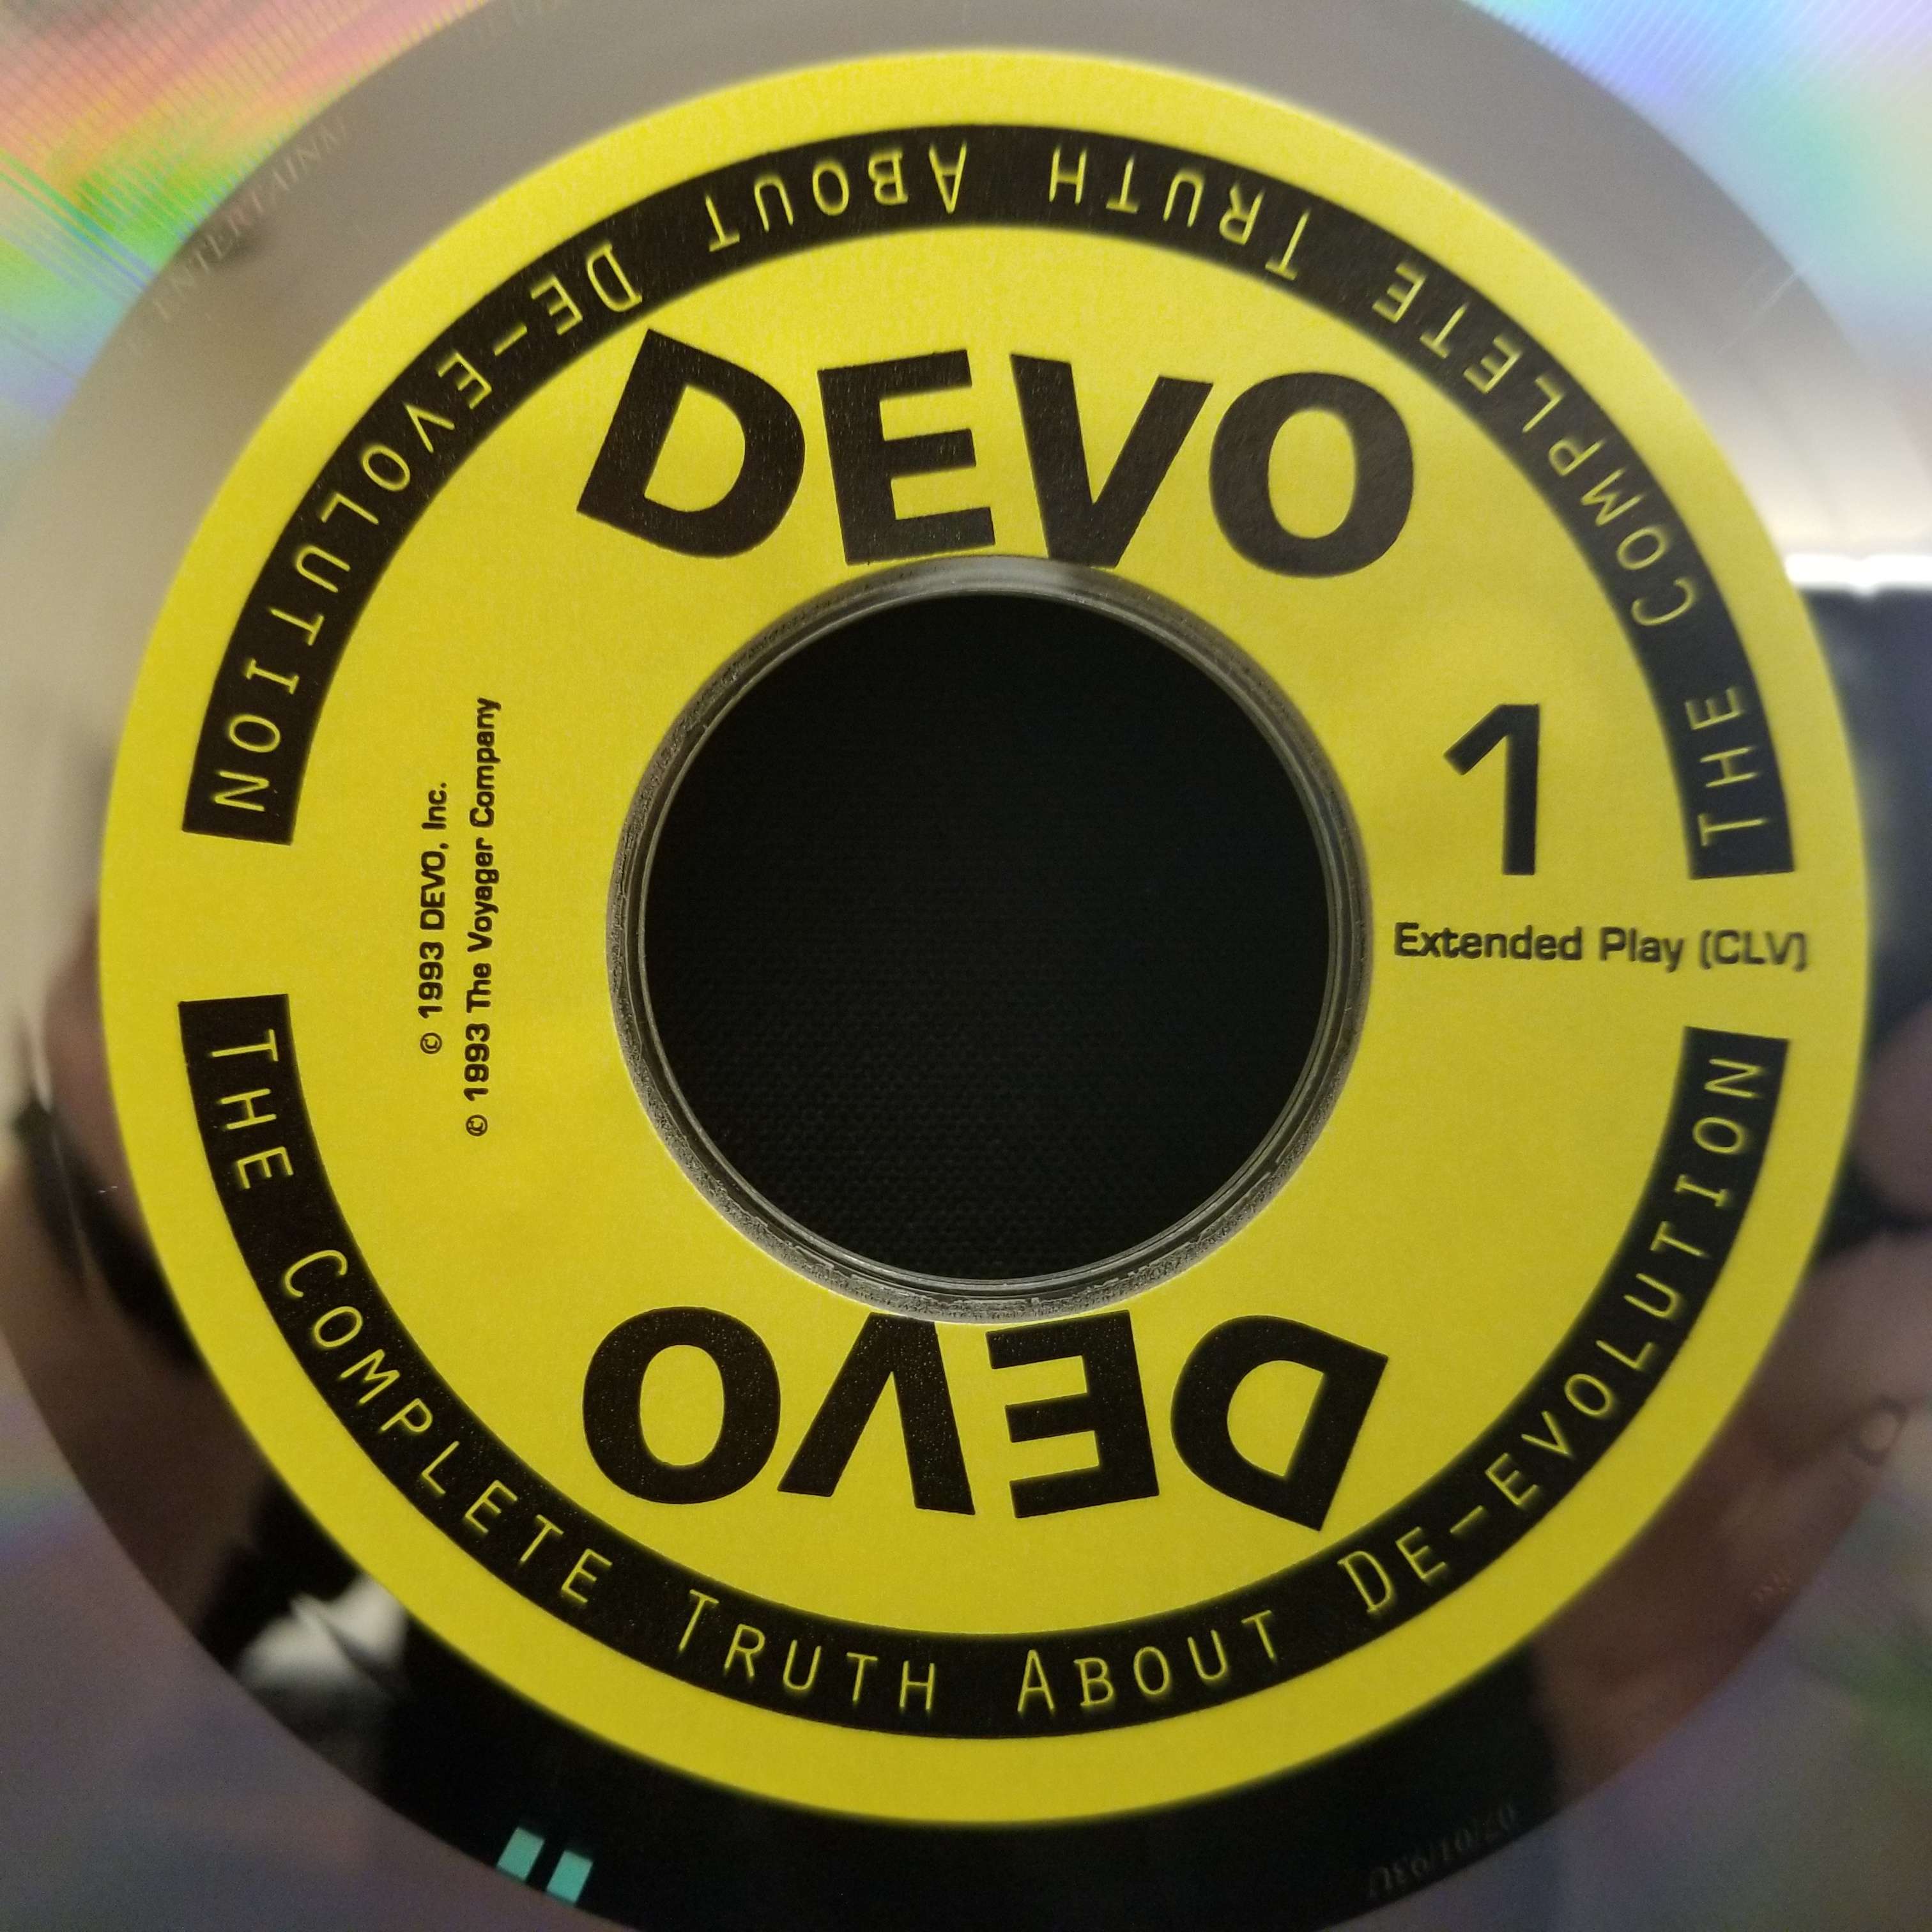 THE COMPLETE TRUTH ABOUT DE-EVOLUTION
DEVO
© 1993 DEVO, Inc.
© 1993 The Voyager Company
1
Extended Play (CLV)
DEVO
THE COMPLETE TRUTH ABOUT DE-EVOLUTION